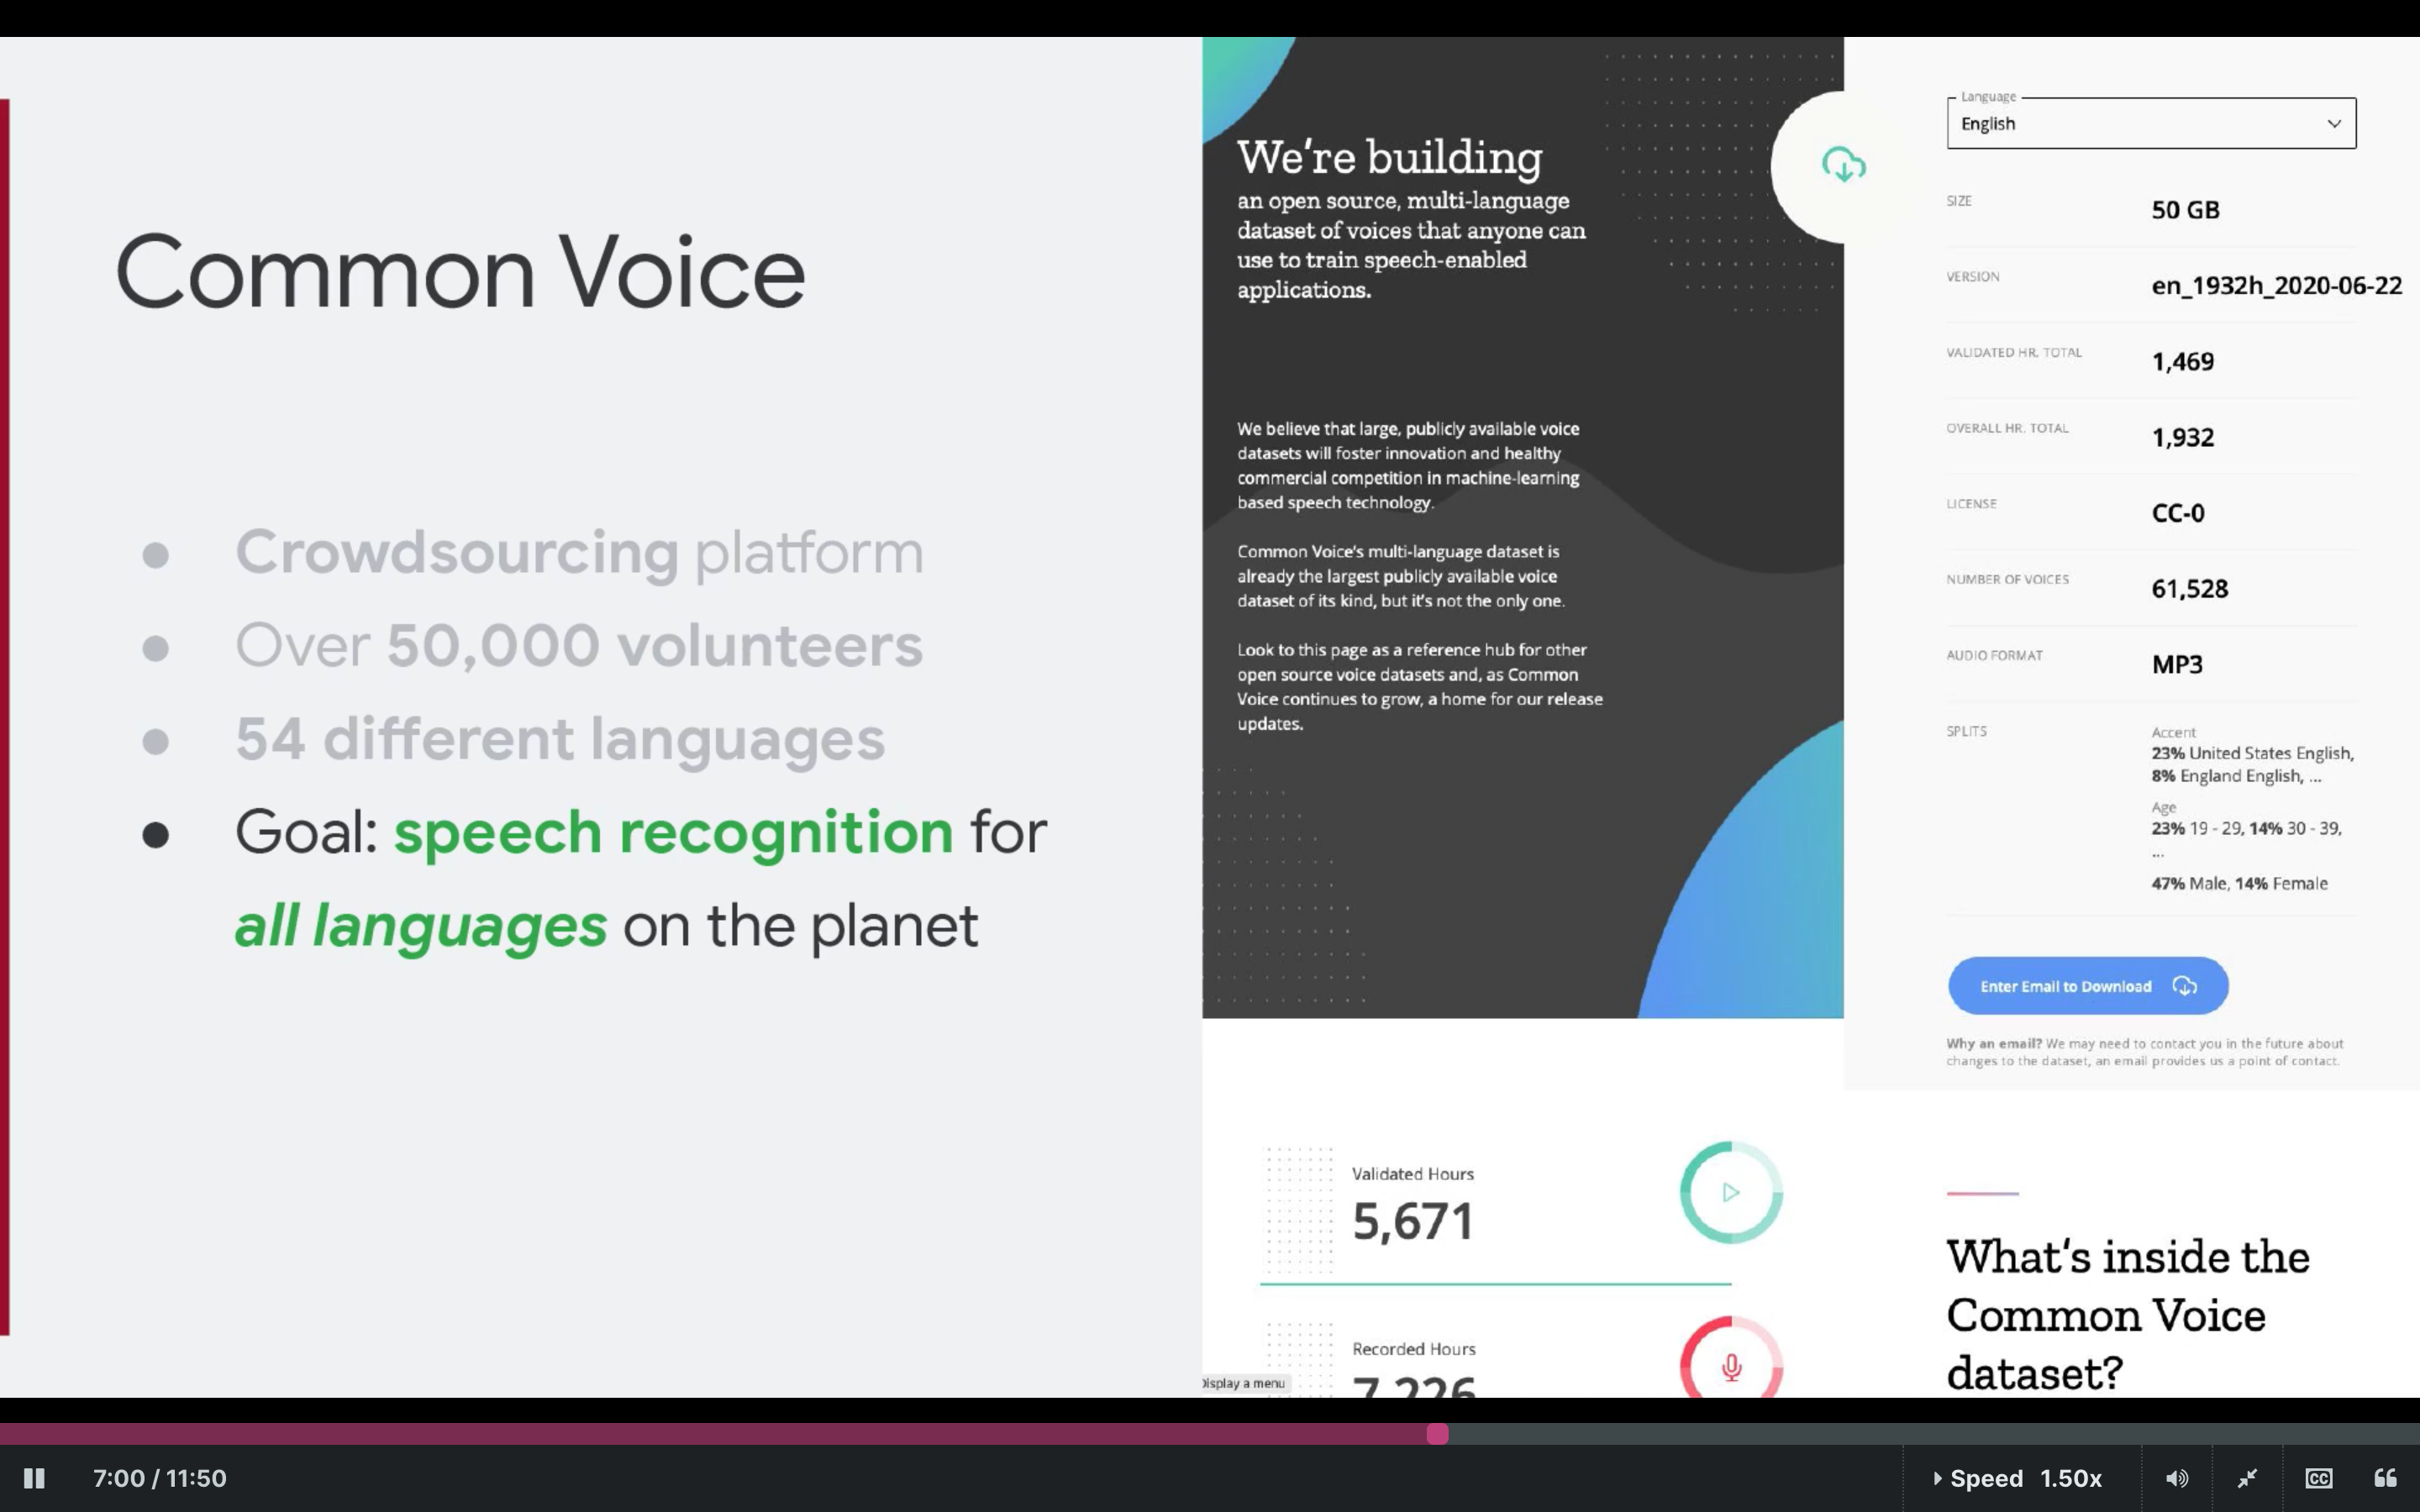 Common Voice
● Crowdsourcing platform
● Over 50,000 volunteers
● 54 different languages
● Goal: speech recognition for
all languages on the planet
We're building
an open source, multi-language
dataset of voices that anyone can
use to train speech-enabled
applications.
We believe that large, publicly available voice
datasets will foster innovation and healthy
commercial competition in machine-learning
based speech technology.
Common Voice's multi-language dataset is
already the largest publicly available voice
dataset of its kind, but it's not the only one.
Look to this page as a reference hub for other
open source voice datasets and, as Common
Voice continues to grow, a home for our release
updates.
Language
English
SIZE 50 GB
VERSION en_1932h_2020-06-22
VALIDATED HR. TOTAL 1,469
OVERALL HR. TOTAL 1,932
LICENSE CC-0
NUMBER OF VOICES 61,528
AUDIO FORMAT MP3
SPLITS Accent
23% United States English,
8% England English, ...
Age
23% 19 - 29, 14% 30 - 39,
...
47% Male, 14% Female
Enter Email to Download
Why an email? We may need to contact you in the future about
changes to the dataset, an email provides us a point of contact.
Validated Hours
5,671
Recorded Hours
7,226
Display a menu
What's inside the
Common Voice
dataset?
7:00 / 11:50
Speed 1.50x
CC